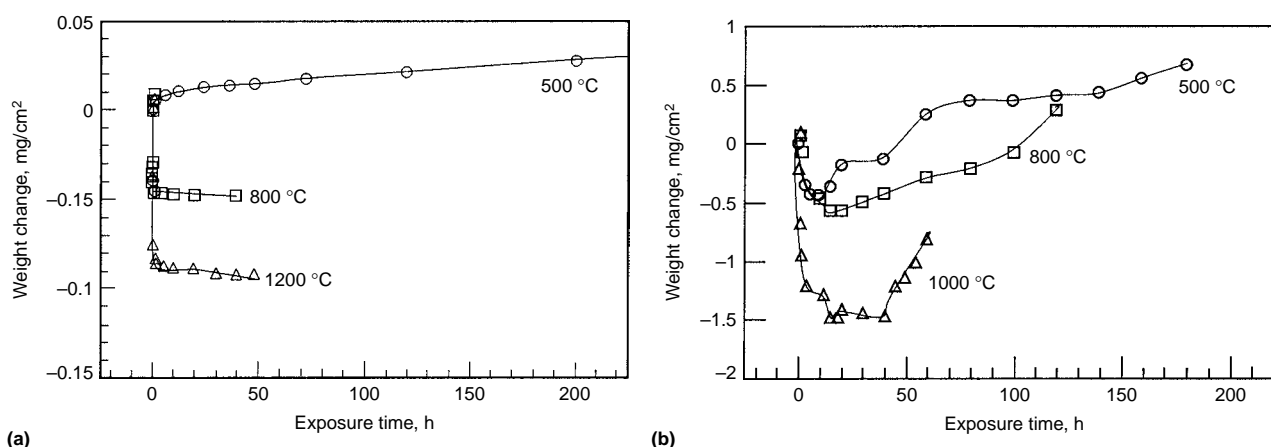 0.05
0
–0.15
–0.1
–0.15
Weight change, mg/cm²
500 °C
800 °C
1200 °C
0 50 100 150 200
Exposure time, h
(a)
1
0.5
0
–0.5
–1
–1.5
–2
Weight change, mg/cm²
500 °C
800 °C
1000 °C
0 50 100 150 200
Exposure time, h
(b)